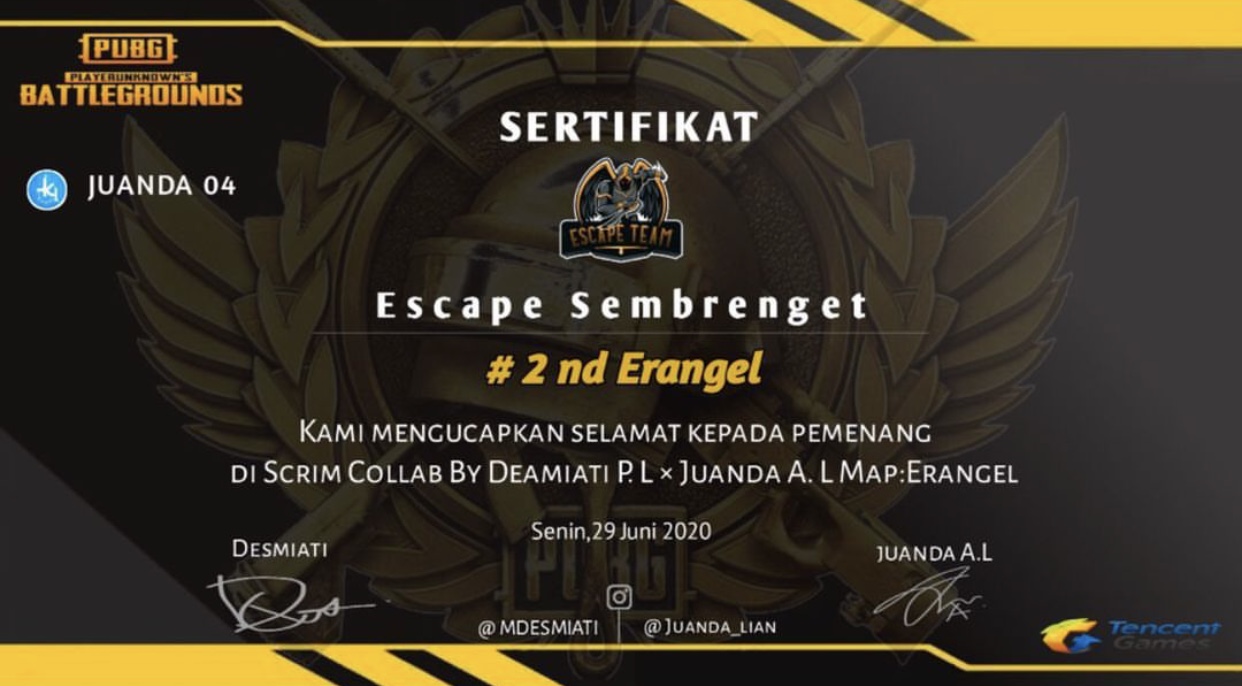 PUBG
PLAYERUNKNOWN'S
BATTLEGROUNDS
SERTIFIKAT
JUANDA 04
ESCAPE TEAM
Escape Sembrenget
# 2 nd Erangel
KAMI MENGUCAPKAN SELAMAT KEPADA PEMENANG
DI SCRIM COLLAB BY DEAMIATI P. L × JUANDA A. L MAP:ERANGEL
Senin,29 Juni 2020
DESMIATI
JUANDA A.L
PUBG
@MDESMIATI
@JUANDA_LIAN
Tencent
Games